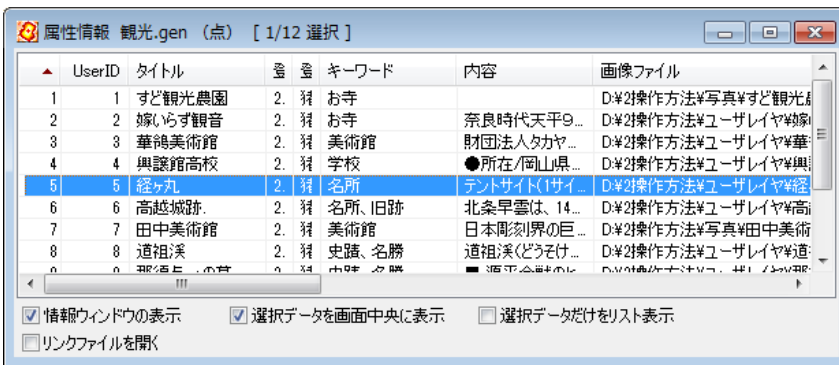 属性情報 観光.gen （点） [ 1/12 選択 ]
UserID タイトル 登 登 キーワード 内容 画像ファイル
1 1 すど観光農園 2. 猪 お寺 D:¥2操作方法¥写真¥すど観光
2 2 嫁いらず観音 2. 猪 お寺 奈良時代天平9... D:¥2操作方法¥ユーザレイヤ¥嫁
3 3 華鴒美術館 2. 猪 美術館 財団法人タカヤ... D:¥2操作方法¥ユーザレイヤ¥華
4 4 興譲館高校 2. 猪 学校 ●所在/岡山県... D:¥2操作方法¥ユーザレイヤ¥興
5 5 経ヶ丸 2. 猪 名所 テントサイト(1サイ... D:¥2操作方法¥ユーザレイヤ¥経
6 6 高越城跡. 2. 猪 名所、旧跡 北条早雲は、14... D:¥2操作方法¥ユーザレイヤ¥高
7 7 田中美術館 2. 猪 美術館 日本彫刻界の巨... D:¥2操作方法¥写真¥田中美術
8 8 道祖渓 2. 猪 史蹟、名勝 道祖渓(どうそけ... D:¥2操作方法¥ユーザレイヤ¥道
情報ウィンドウの表示 選択データを画面中央に表示 選択データだけをリスト表示
リンクファイルを開く